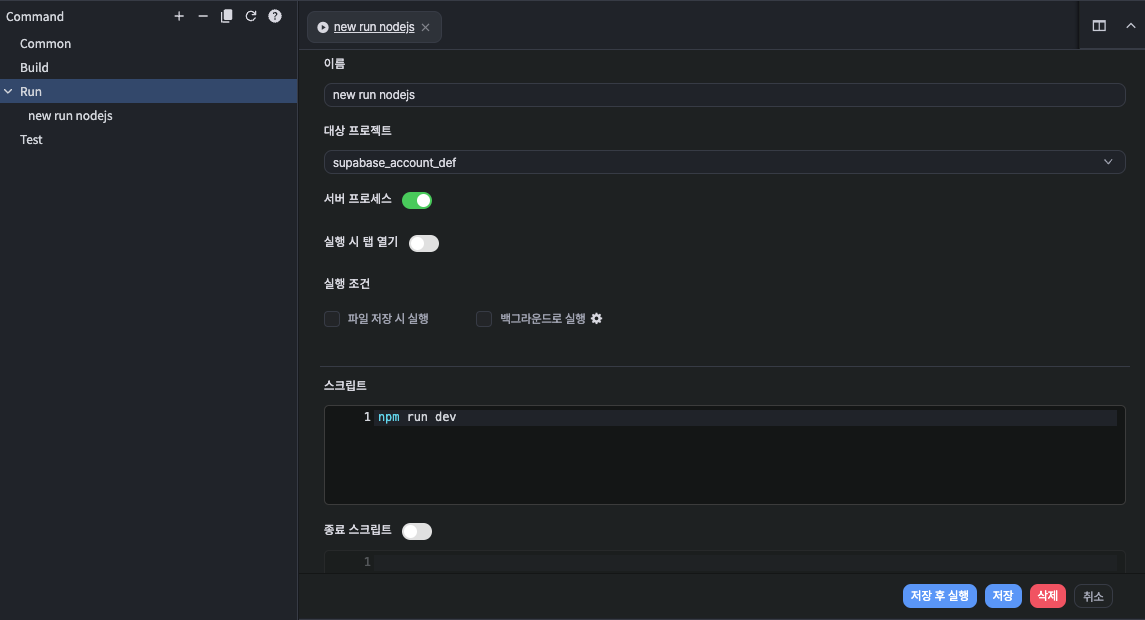 Command
Common
Build
Run
new run nodejs
Test
new run nodejs
이름
new run nodejs
대상 프로젝트
supabase_account_def
서버 프로세스
실행 시 탭 열기
실행 조건
파일 저장 시 실행 백그라운드로 실행
스크립트
1 npm run dev
종료 스크립트
1
저장 후 실행 저장 삭제 취소